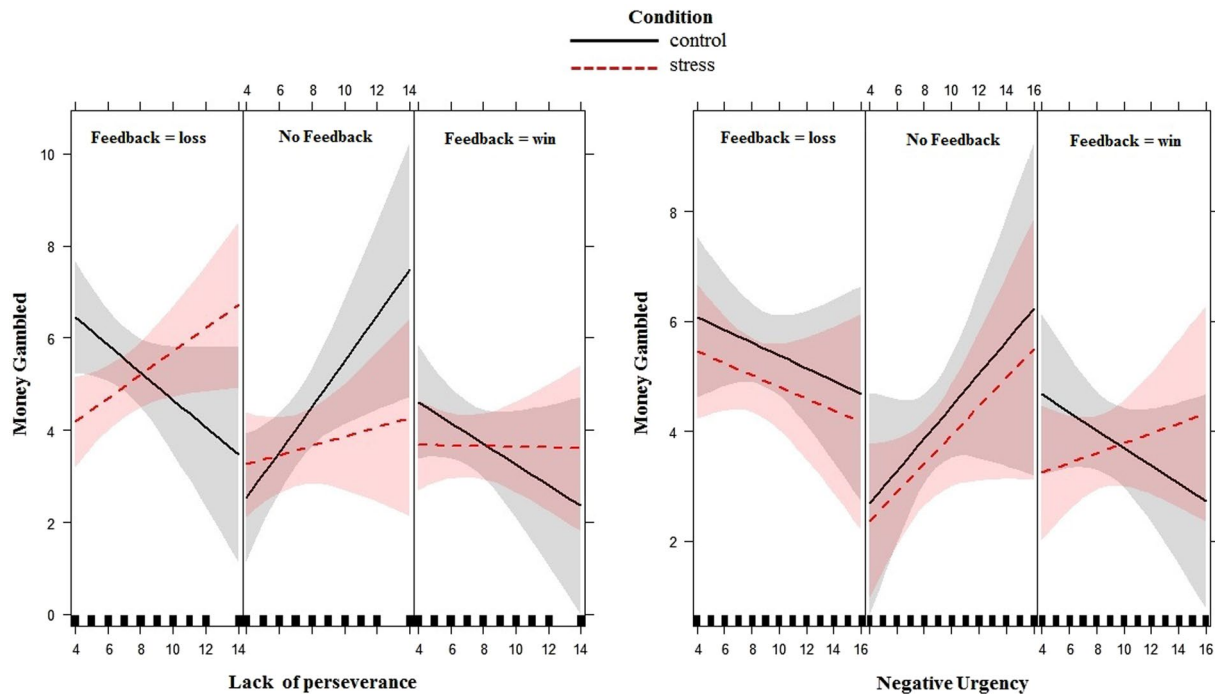 Condition
control
stress
4 6 8 10 12 14
4 6 8 10 12 16
Feedback = loss
No Feedback
Feedback = win
Feedback = loss
No Feedback
Feedback = win
10
8
6
4
2
0
Money Gambled
8
6
4
2
Money Gambled
4 6 8 10 12 14 4 6 8 10 12 14
4 6 8 10 12 14 16 4 6 8 10 12 14 16
Lack of perseverance
Negative Urgency